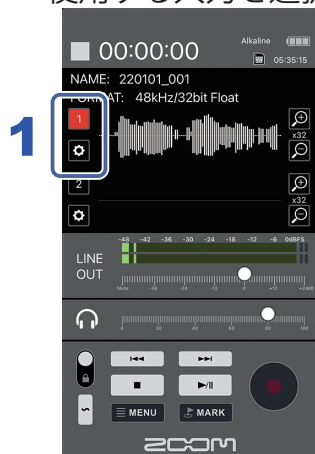 使用する入力を選択
00:00:00
Alkaline
05:35:15
NAME: 220101_001
FORMAT: 48kHz/32bit Float
1
1
x32
2
x32
-48 -42 -36 -30 -24 -18 -12 -6 0dBFS
LINE
OUT
Mute -36 -24 -12 0 +12 +24dB
0 20 40 60 80 100
MENU
MARK
ZOOM